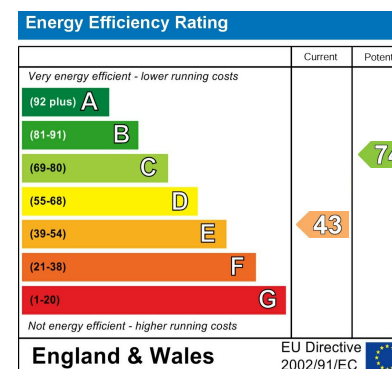 Energy Efficiency Rating
Current
Potent
Very energy efficient - lower running costs
(92 plus) A
(81-91) B
(69-80) C
74
(55-68) D
(39-54) E
43
(21-38) F
(1-20) G
Not energy efficient - higher running costs
England & Wales
EU Directive
2002/91/EC